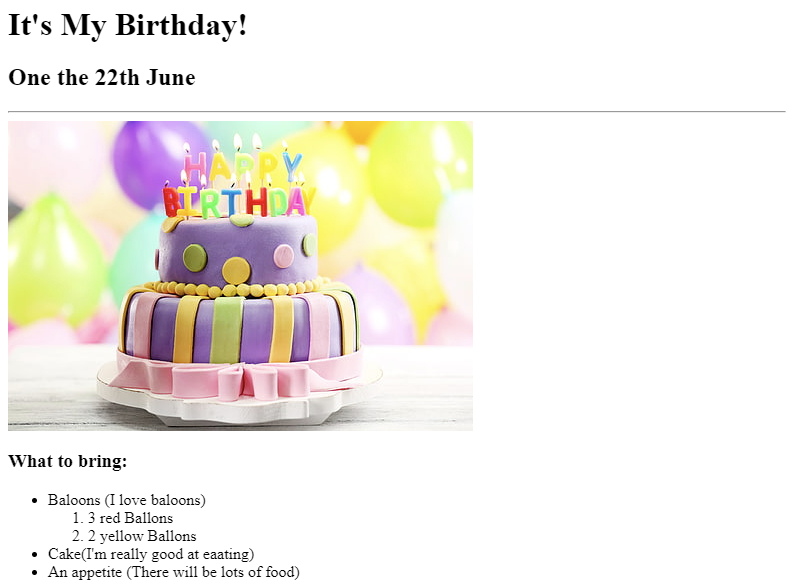 It's My Birthday!
One the 22th June
HAPPY
BIRTHDAY
What to bring:
Baloons (I love baloons)
1. 3 red Ballons
2. 2 yellow Ballons
Cake(I'm really good at eaating)
An appetite (There will be lots of food)